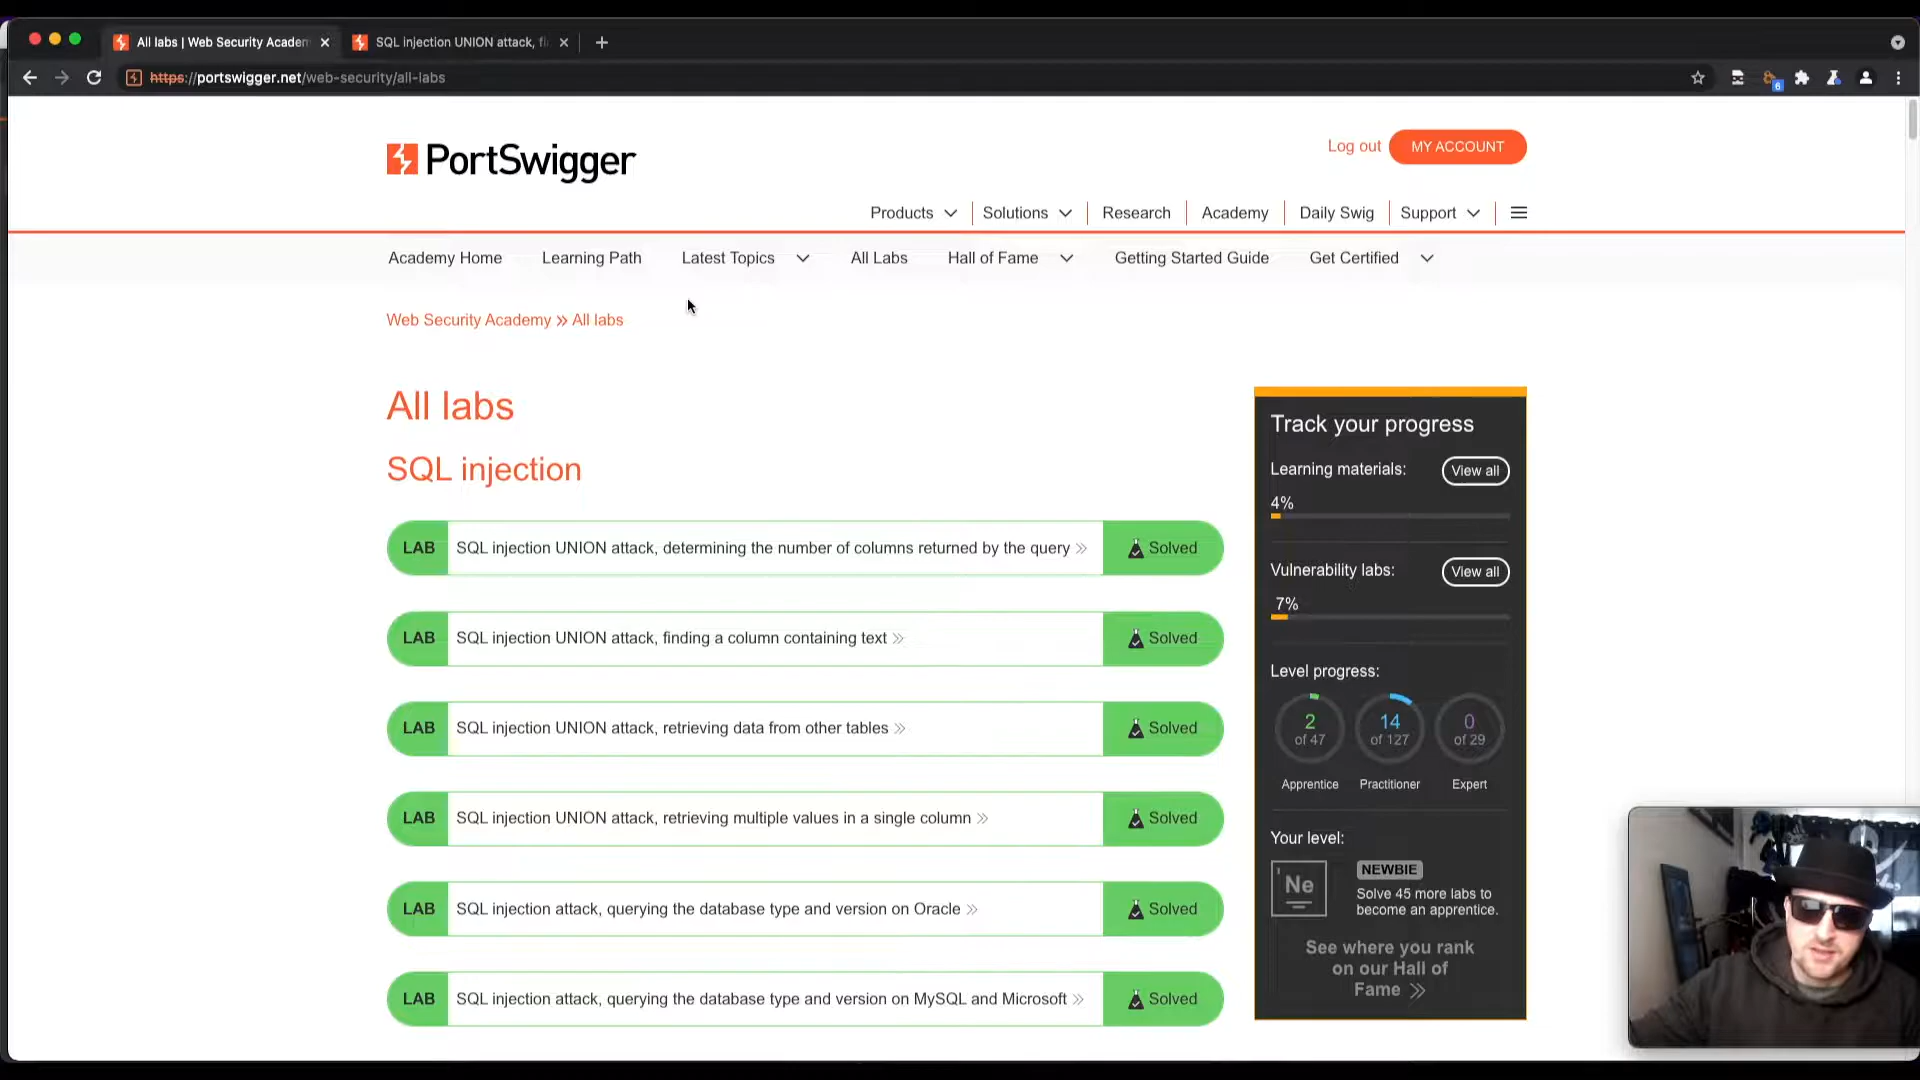 All labs | Web Security Academ
SQL injection UNION attack, fi
https://portswigger.net/web-security/all-labs
6
PortSwigger
Log out
MY ACCOUNT
Products
Solutions
Research
Academy
Daily Swig
Support
Academy Home
Learning Path
Latest Topics
All Labs
Hall of Fame
Getting Started Guide
Get Certified
Web Security Academy » All labs
All labs
SQL injection
LAB SQL injection UNION attack, determining the number of columns returned by the query » Solved
LAB SQL injection UNION attack, finding a column containing text » Solved
LAB SQL injection UNION attack, retrieving data from other tables » Solved
LAB SQL injection UNION attack, retrieving multiple values in a single column » Solved
LAB SQL injection attack, querying the database type and version on Oracle » Solved
LAB SQL injection attack, querying the database type and version on MySQL and Microsoft » Solved
Track your progress
Learning materials: View all
4%
Vulnerability labs: View all
7%
Level progress:
2 of 47
14 of 127
0 of 29
Apprentice
Practitioner
Expert
Your level:
1
Ne
NEWBIE
Solve 45 more labs to
become an apprentice.
See where you rank
on our Hall of
Fame »